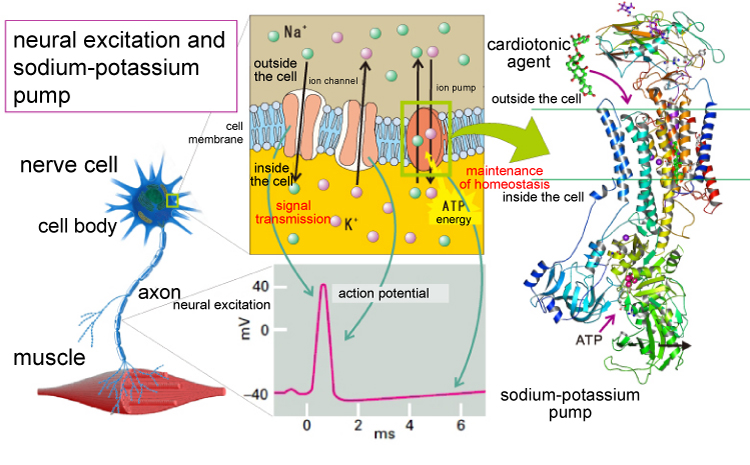 neural excitation and
sodium-potassium
pump
nerve cell
cell body
axon
muscle
Na+
outside
the cell
ion channel
ion pump
cell
membrane
inside
the cell
signal
transmission
K+
maintenance
of homeostasis
ATP
energy
neural excitation
action potential
40
mV
0
−40
0
2
4
6
ms
cardiotonic
agent
outside the cell
inside the cell
ATP
sodium-potassium
pump